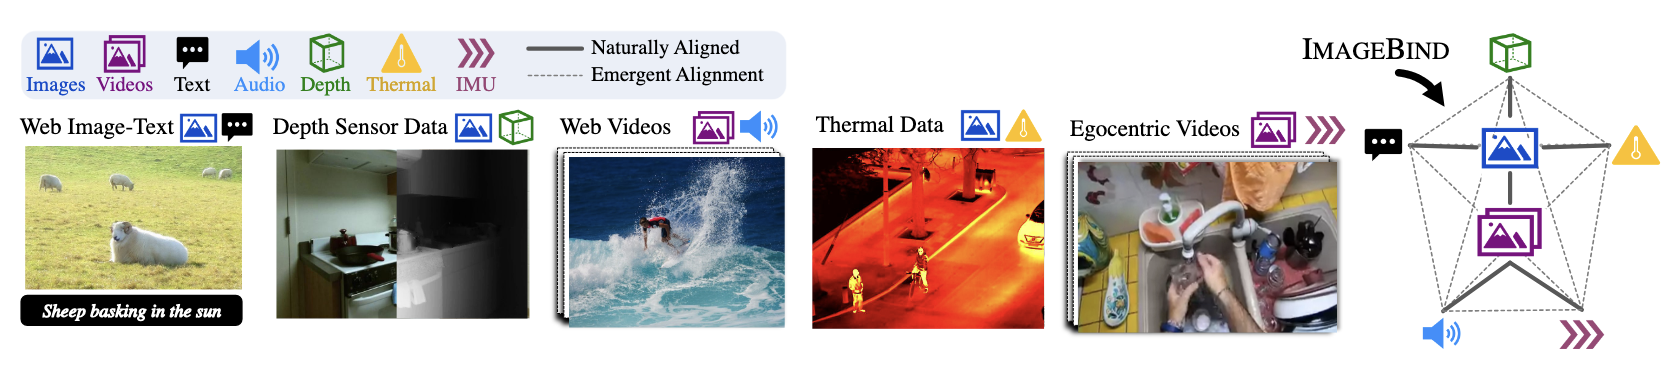 Images Videos Text Audio Depth Thermal IMU
Naturally Aligned
Emergent Alignment
IMAGEBIND
Web Image-Text
Depth Sensor Data
Web Videos
Thermal Data
Egocentric Videos
Sheep basking in the sun